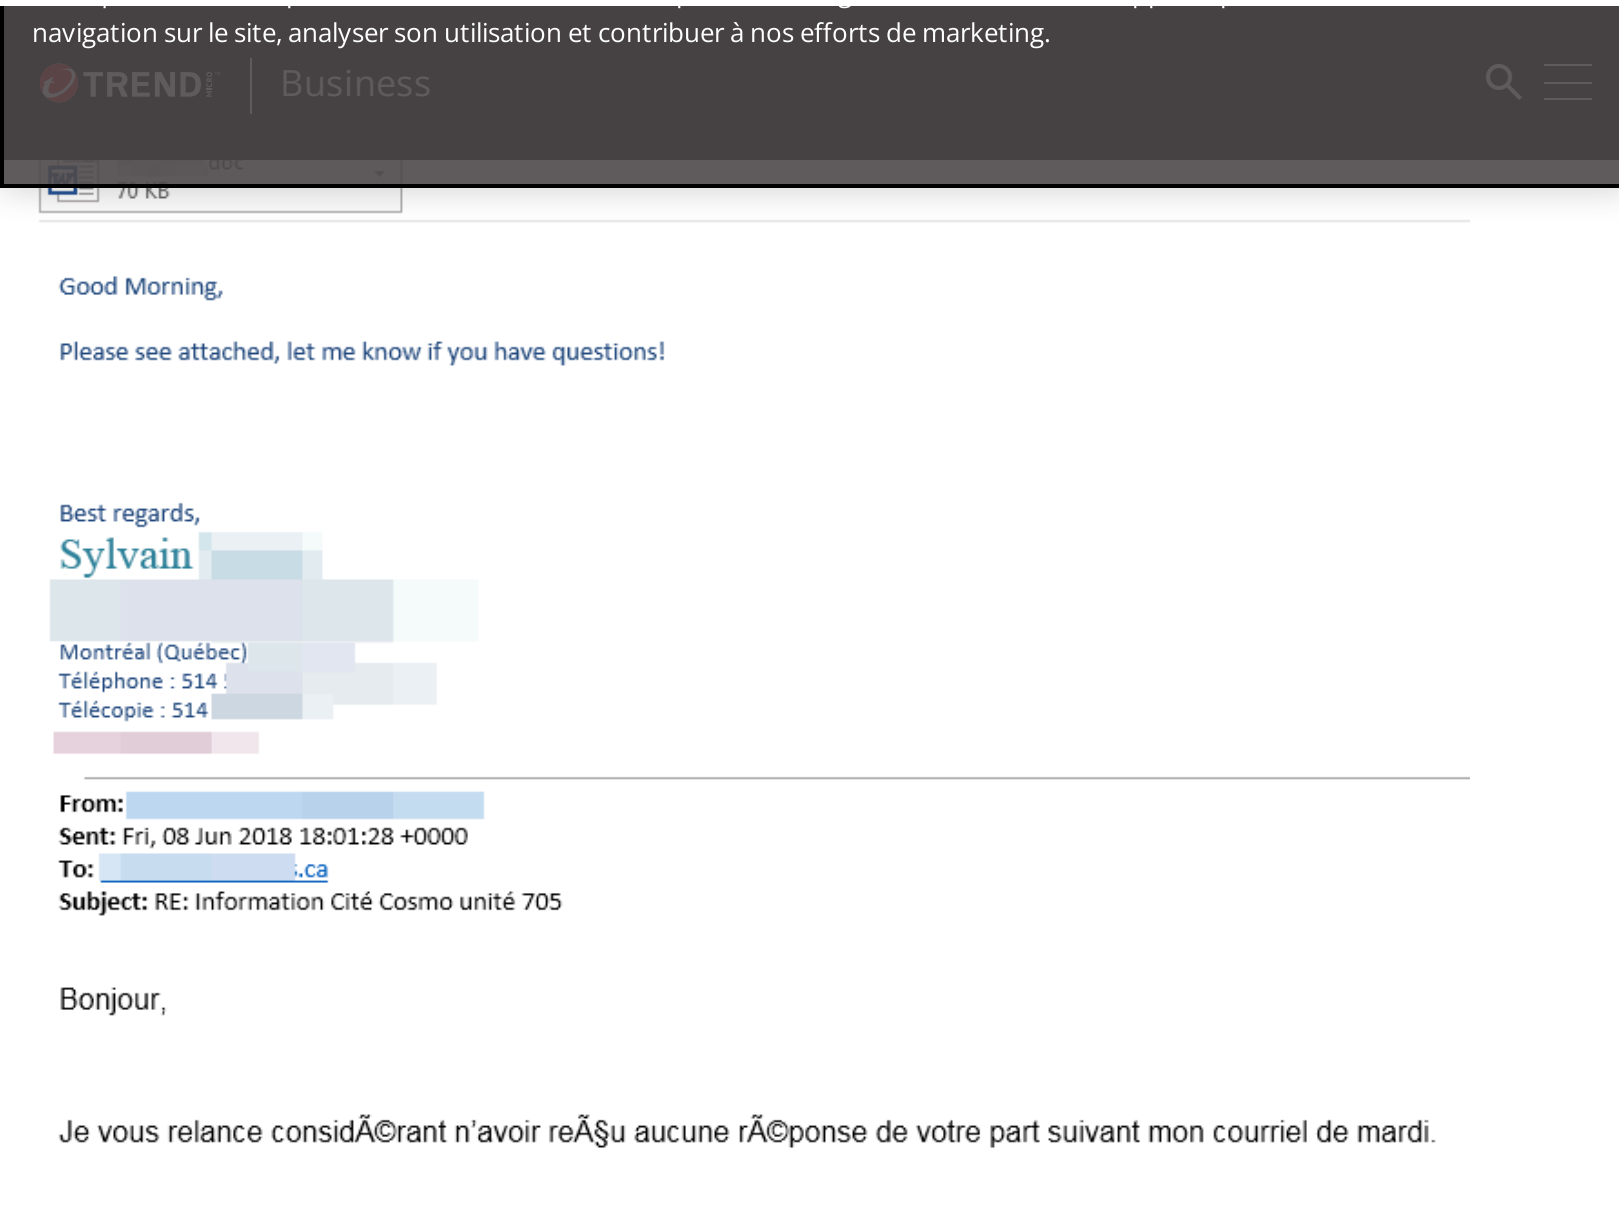 navigation sur le site, analyser son utilisation et contribuer à nos efforts de marketing.
TREND MICRO Business
doc
70 KB
Good Morning,
Please see attached, let me know if you have questions!
Best regards,
Sylvain
Montréal (Québec)
Téléphone : 514
Télécopie : 514
From:
Sent: Fri, 08 Jun 2018 18:01:28 +0000
To: .ca
Subject: RE: Information Cité Cosmo unité 705
Bonjour,
Je vous relance considÃ©rant n’avoir reÃ§u aucune rÃ©ponse de votre part suivant mon courriel de mardi.